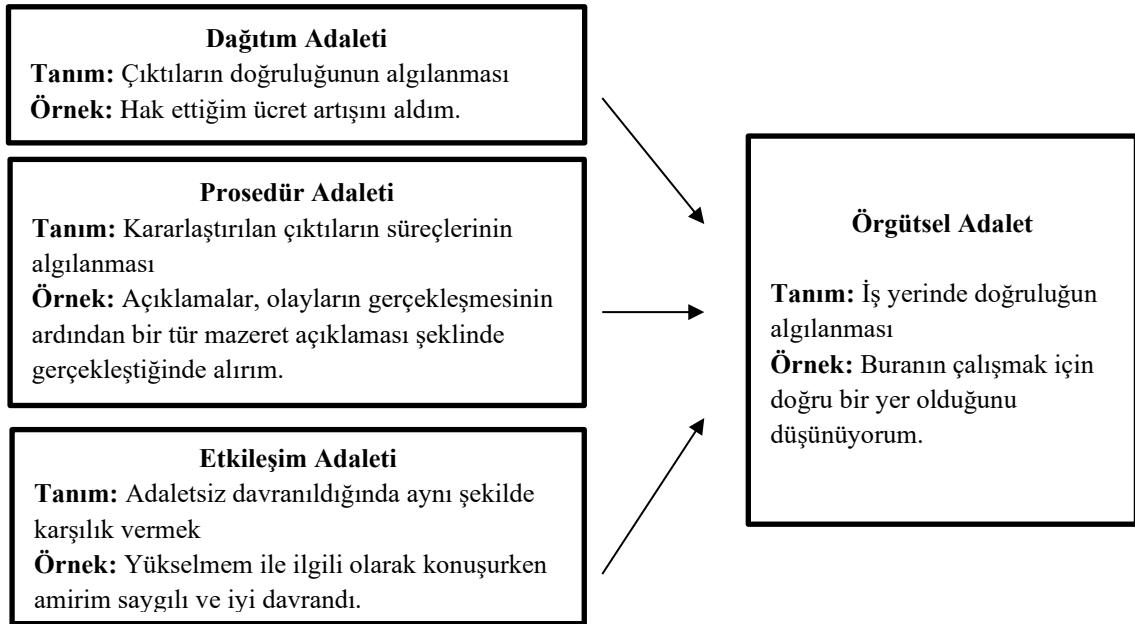 Dağıtım Adaleti
Tanım: Çıktıların doğruluğunun algılanması
Örnek: Hak ettiğim ücret artışını aldım.
Prosedür Adaleti
Tanım: Kararlaştırılan çıktıların süreçlerinin
algılanması
Örnek: Açıklamalar, olayların gerçekleşmesinin
ardından bir tür mazeret açıklaması şeklinde
gerçekleştiğinde alırım.
Etkileşim Adaleti
Tanım: Adaletsiz davranıldığında aynı şekilde
karşılık vermek
Örnek: Yükselmem ile ilgili olarak konuşurken
amirim saygılı ve iyi davrandı.
Örgütsel Adalet
Tanım: İş yerinde doğruluğun
algılanması
Örnek: Buranın çalışmak için
doğru bir yer olduğunu
düşünüyorum.